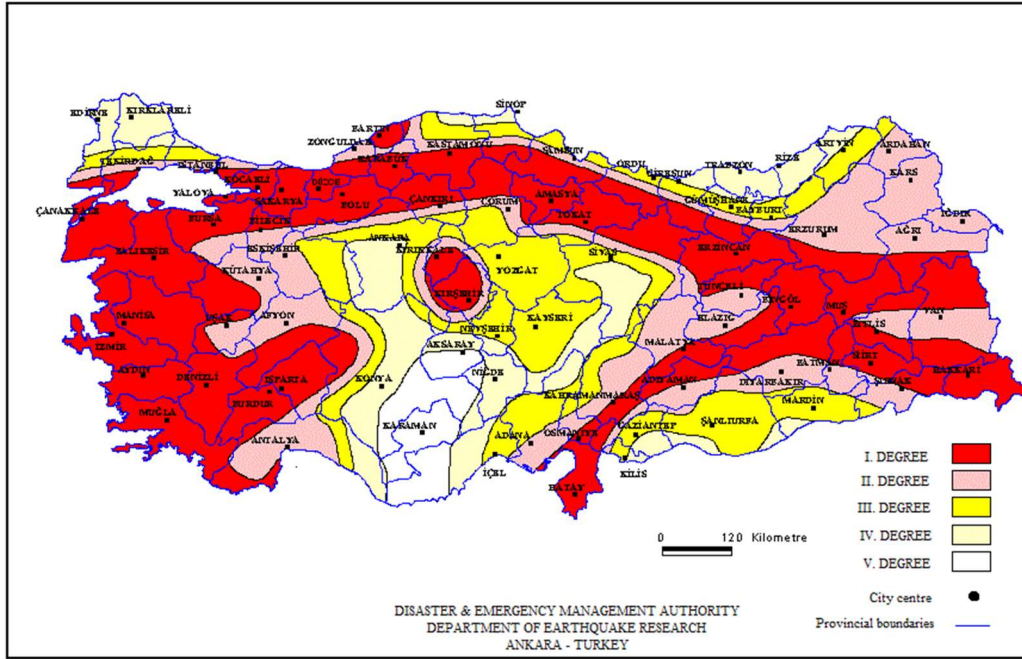 SİNOP
EDİRNE
KIRKLARELİ
BARTIN
ZONGULDAK
KASTAMONU
KARABÜK
SAMSUN
ORDU
GİRESUN
TRABZON
RİZE
ARTVİN
ARDAHAN
KARS
TEKİRDAĞ
İSTANBUL
KOCAELİ
YALOVA
SAKARYA
DÜZCE
BOLU
ÇANKIRI
ÇORUM
AMASYA
TOKAT
GÜMÜŞHANE
BAYBURT
ERZURUM
IĞDIR
AĞRI
ÇANAKKALE
BURSA
BİLECİK
BALIKESİR
ESKİŞEHİR
ANKARA
KIRIKKALE
YOZGAT
SİVAS
ERZİNCAN
KÜTAHYA
KIRŞEHİR
TUNCELİ
BİNGÖL
MUŞ
VAN
MANİSA
UŞAK
AFYON
NEVŞEHİR
KAYSERİ
ELAZIG
BİTLİS
İZMİR
AKSARAY
MALATYA
BATMAN
SİİRT
AYDIN
DENİZLİ
ISPARTA
KONYA
NİĞDE
KAHRAMANMARAŞ
ADIYAMAN
DİYARBAKIR
ŞIRNAK
HAKKARİ
BURDUR
MARDİN
MUĞLA
KARAMAN
ADANA
OSMANİYE
GAZİANTEP
ŞANLIURFA
ANTALYA
İÇEL
KİLİS
HATAY
I. DEGREE
II. DEGREE
III. DEGREE
IV. DEGREE
V. DEGREE
0 120 Kilometre
City centre
Provincial boundaries
DISASTER & EMERGENCY MANAGEMENT AUTHORITY
DEPARTMENT OF EARTHQUAKE RESEARCH
ANKARA - TURKEY